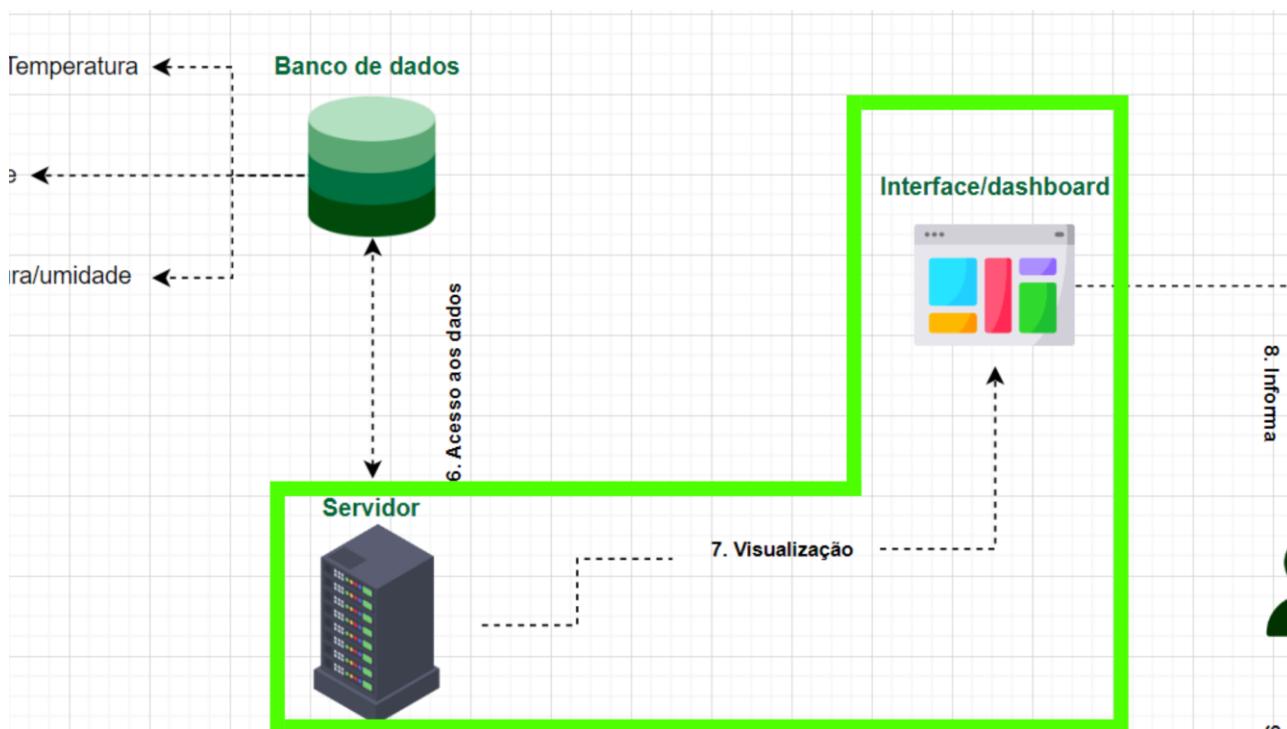 Temperatura
Banco de dados
e
ra/umidade
Interface/dashboard
6. Acesso aos dados
8. Informa
Servidor
7. Visualização